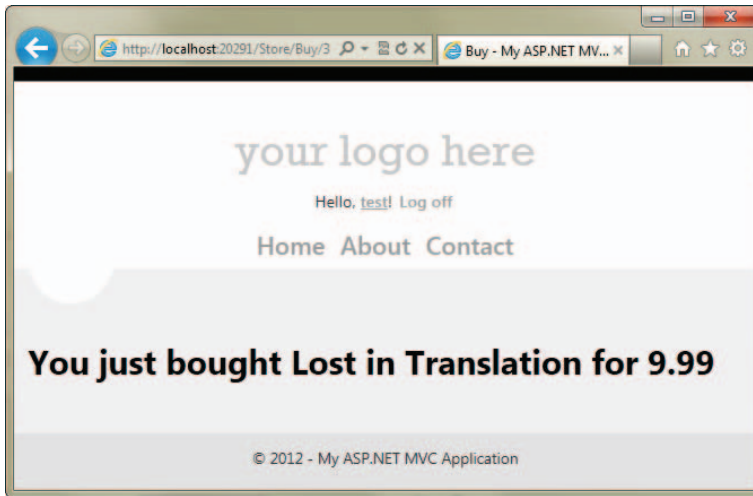 http://localhost:20291/Store/Buy/3
Buy - My ASP.NET MV...
your logo here
Hello, test! Log off
Home About Contact
You just bought Lost in Translation for 9.99
© 2012 - My ASP.NET MVC Application